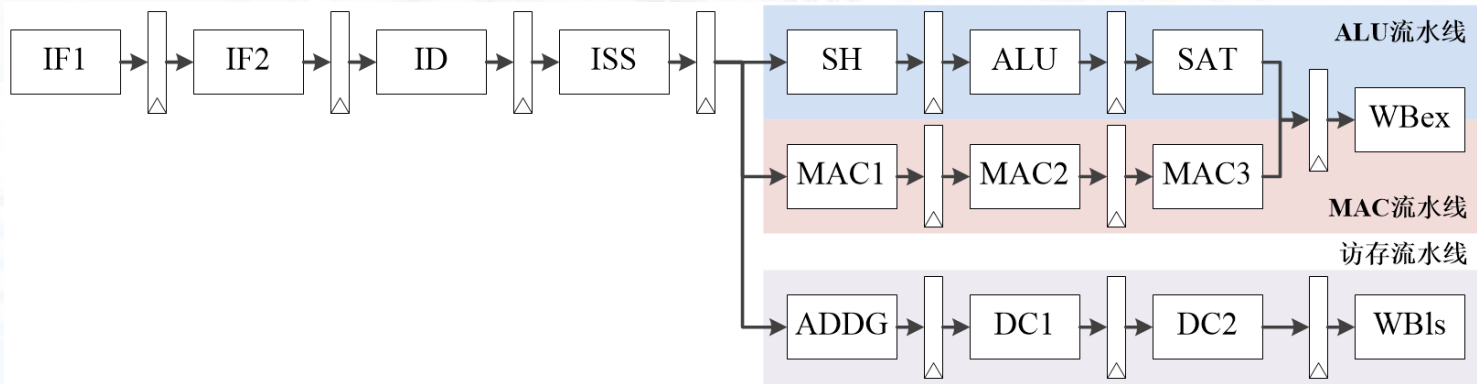 IF1
IF2
ID
ISS
SH
ALU
SAT
ALU流水线
WBex
MAC1
MAC2
MAC3
MAC流水线
访存流水线
ADDG
DC1
DC2
WBls